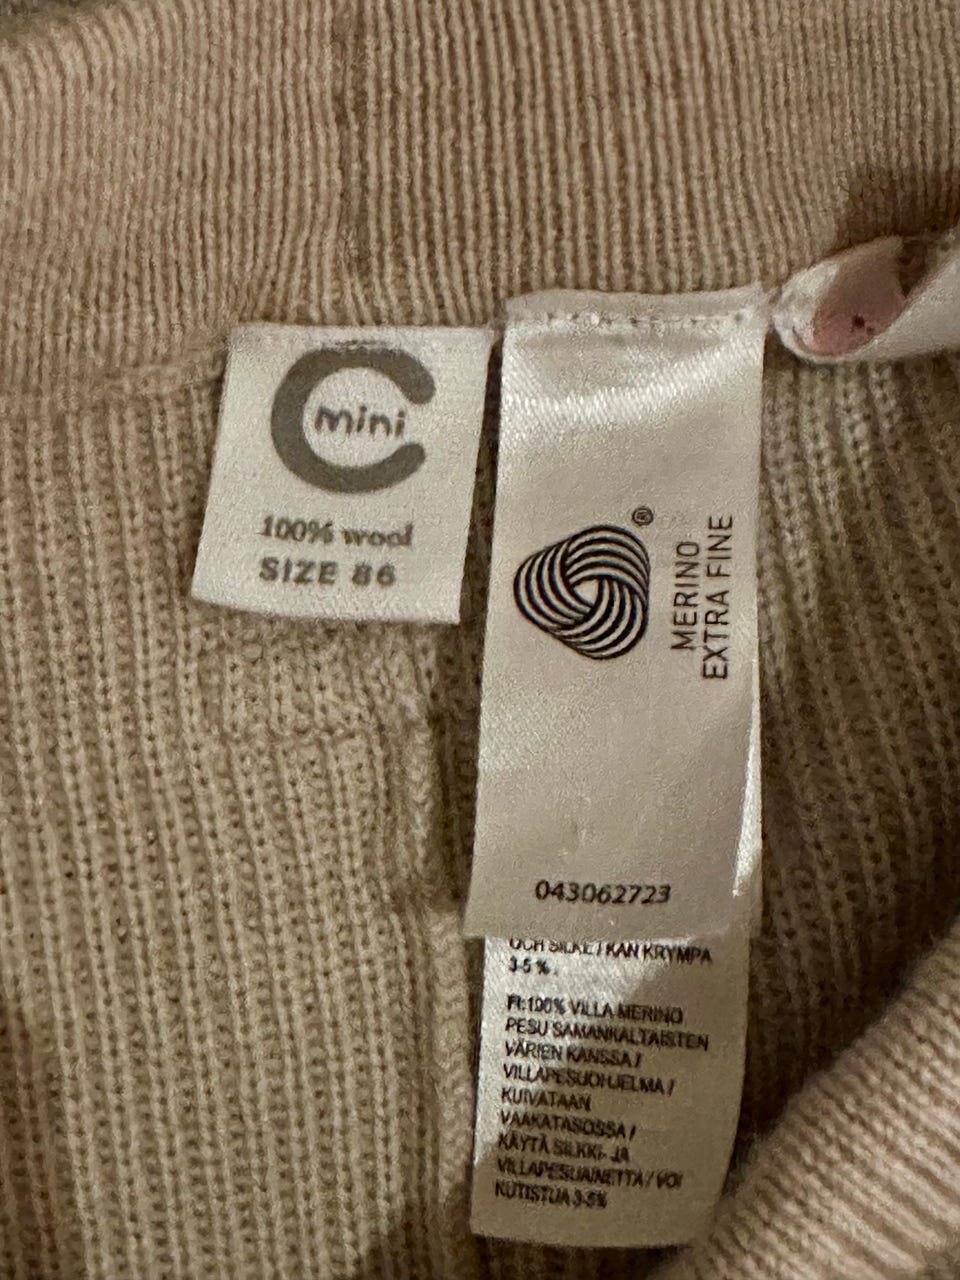 mini
100% wool
SIZE 86
®
MERINO
EXTRA FINE
043062723
OCH SILKE / KAN KRYMPA
3-5 %.
FI:100% VILLA MERINO
PESU SAMANKALTAISTEN
VÄRIEN KANSSA /
VILLAPESUOHJELMA /
KUIVATAAN
VAAKATASOSSA /
KÄYTÄ SILKKI- JA
VILLAPESUAINETTA / VOI
KUTISTUA 3-5%